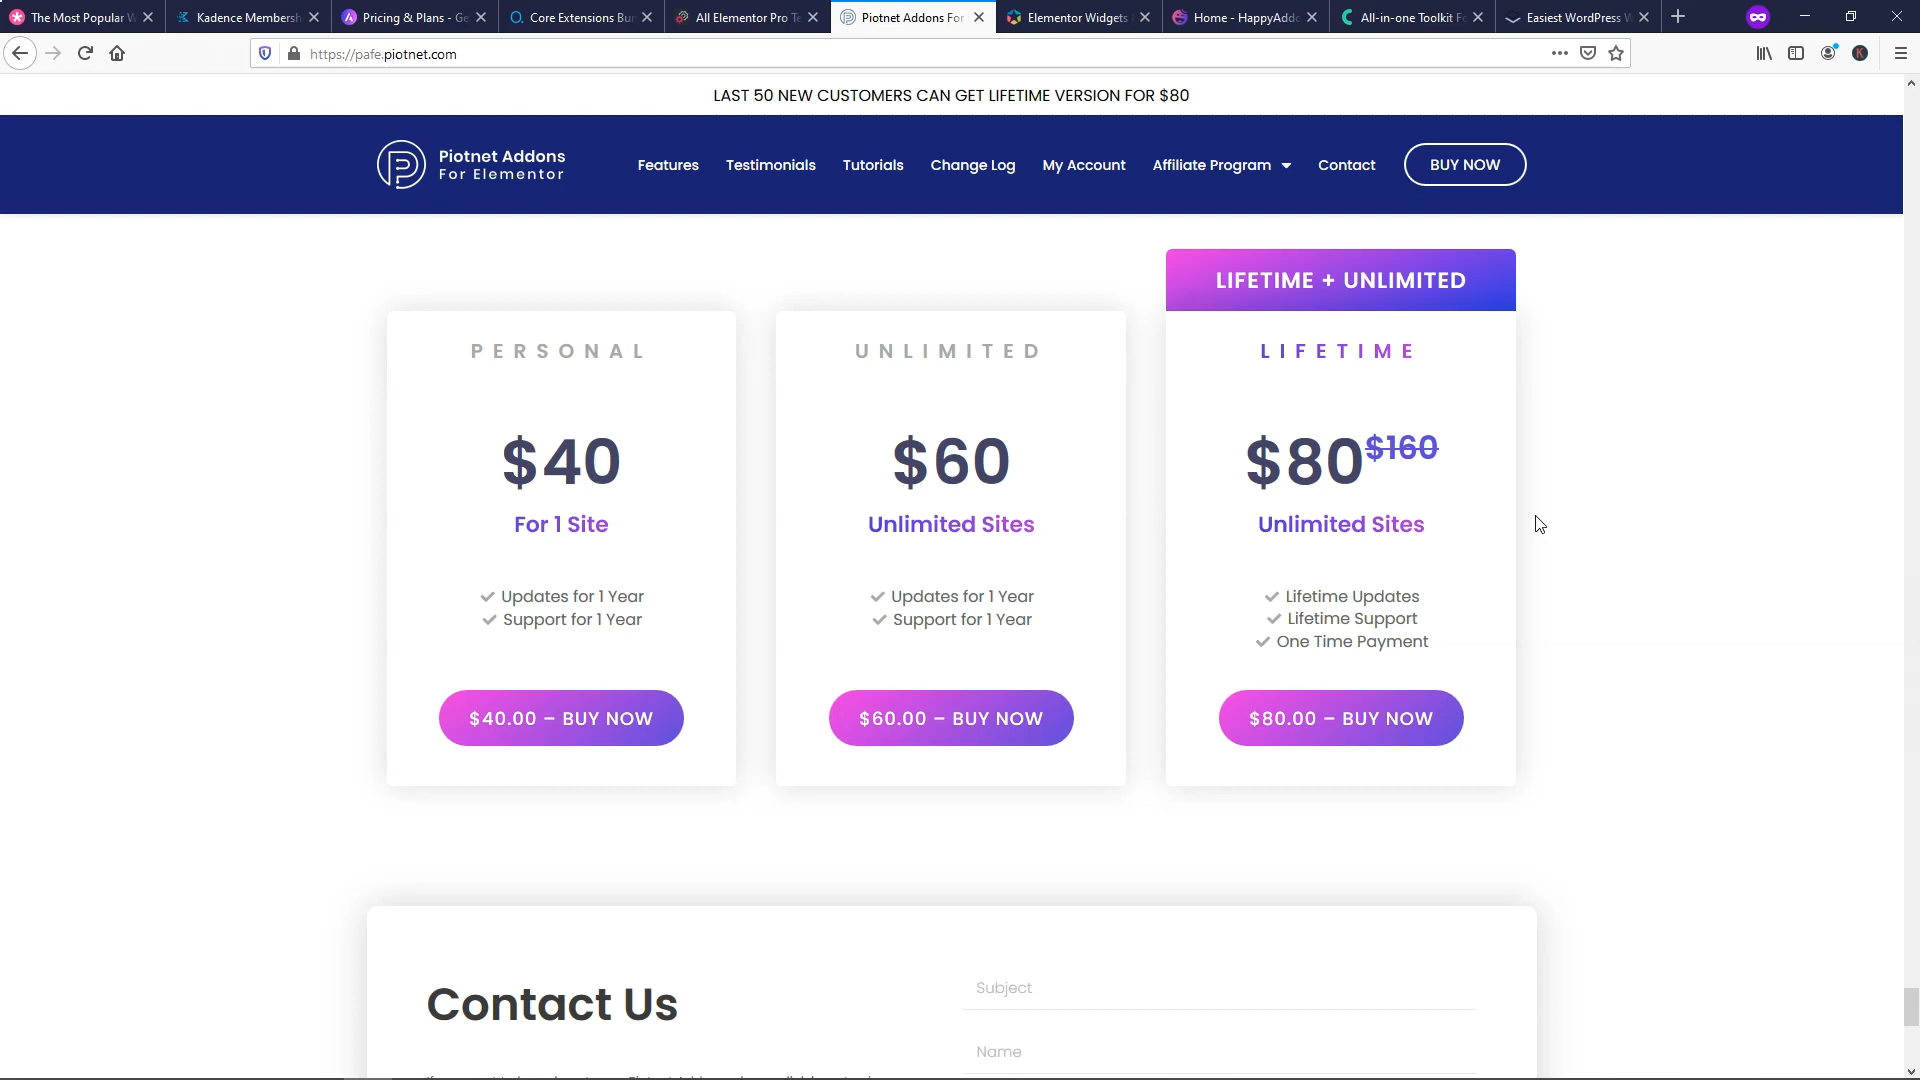 The Most Popular W
Kadence Membersh
Pricing & Plans - Ge
Core Extensions Bu
All Elementor Pro Te
Piotnet Addons For
Elementor Widgets
Home - HappyAddo
All-in-one Toolkit Fo
Easiest WordPress W
https://pafe.piotnet.com
LAST 50 NEW CUSTOMERS CAN GET LIFETIME VERSION FOR $80
Piotnet Addons
For Elementor
Features
Testimonials
Tutorials
Change Log
My Account
Affiliate Program
Contact
BUY NOW
LIFETIME + UNLIMITED
PERSONAL
UNLIMITED
LIFETIME
$40
$60
$80 $160
For 1 Site
Unlimited Sites
Unlimited Sites
Updates for 1 Year
Support for 1 Year
Updates for 1 Year
Support for 1 Year
Lifetime Updates
Lifetime Support
One Time Payment
$40.00 – BUY NOW
$60.00 – BUY NOW
$80.00 – BUY NOW
Contact Us
Subject
Name